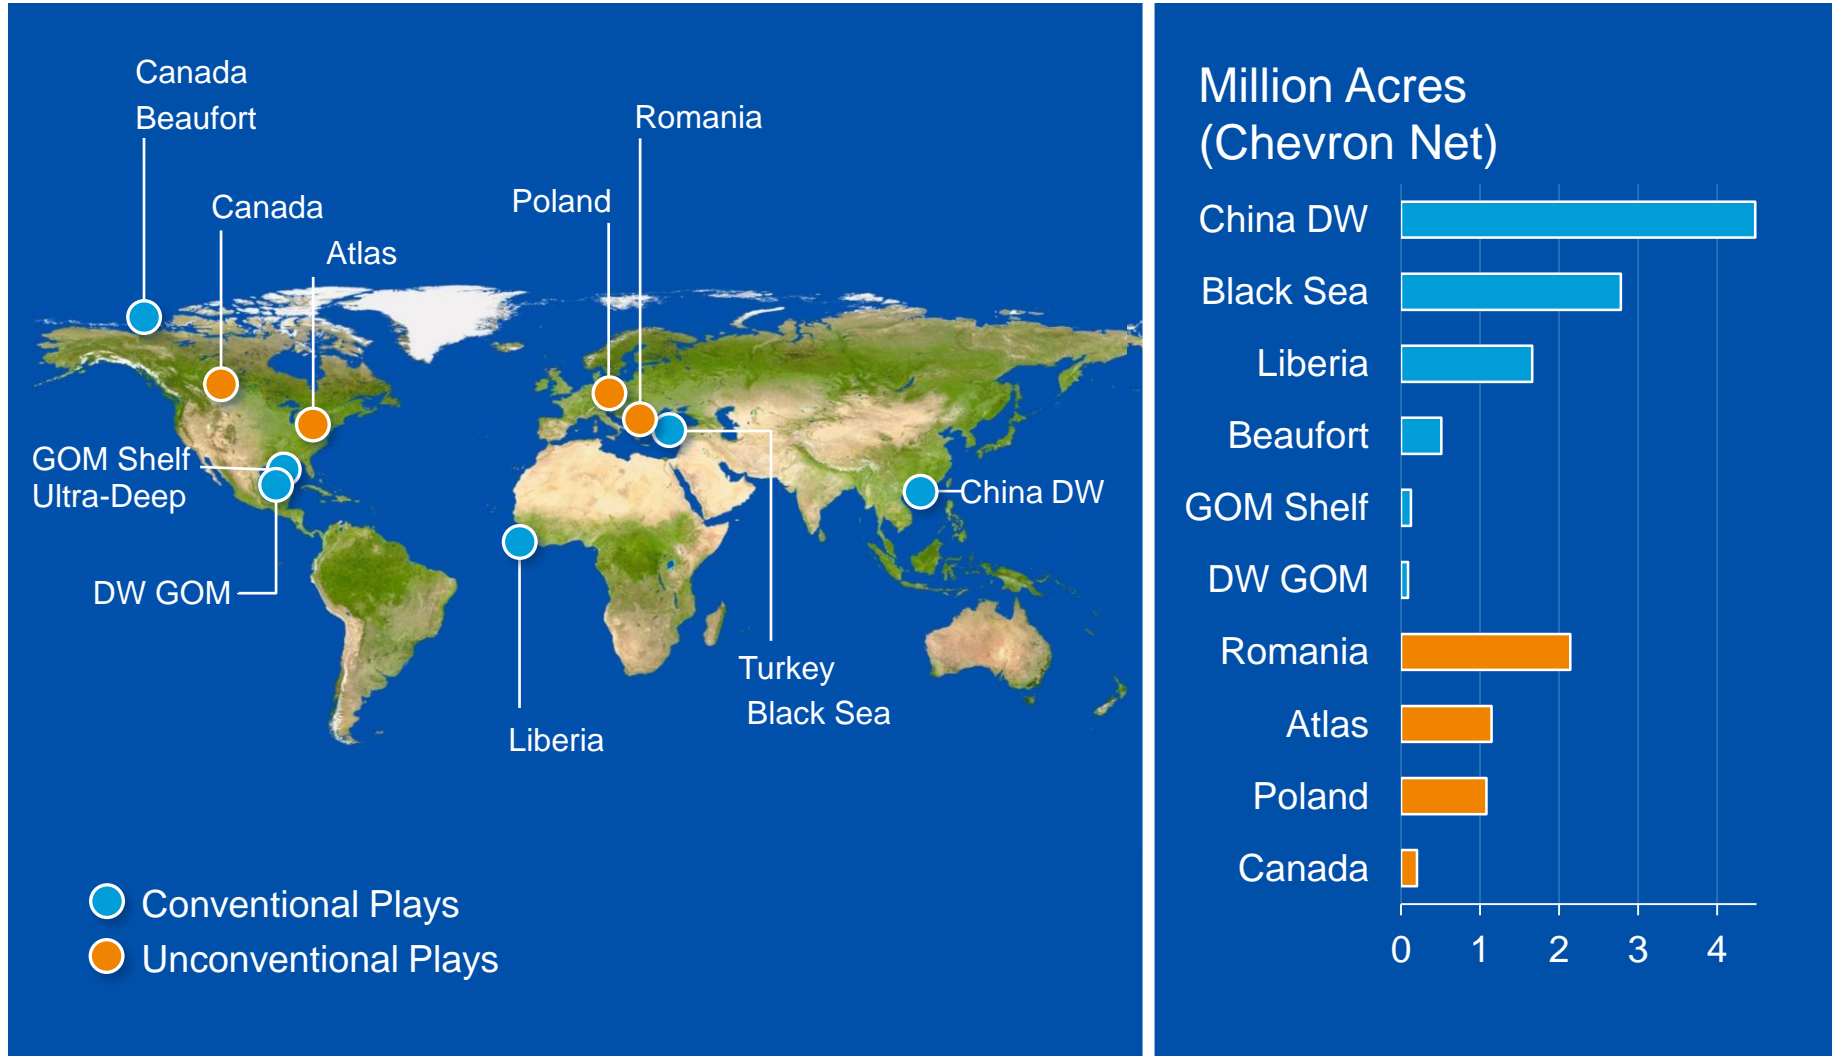 Canada
Beaufort
Romania
Poland
Canada
Atlas
GOM Shelf
Ultra-Deep
China DW
DW GOM
Turkey
Black Sea
Liberia
Conventional Plays
Unconventional Plays
Million Acres
(Chevron Net)
China DW
Black Sea
Liberia
Beaufort
GOM Shelf
DW GOM
Romania
Atlas
Poland
Canada
0 1 2 3 4